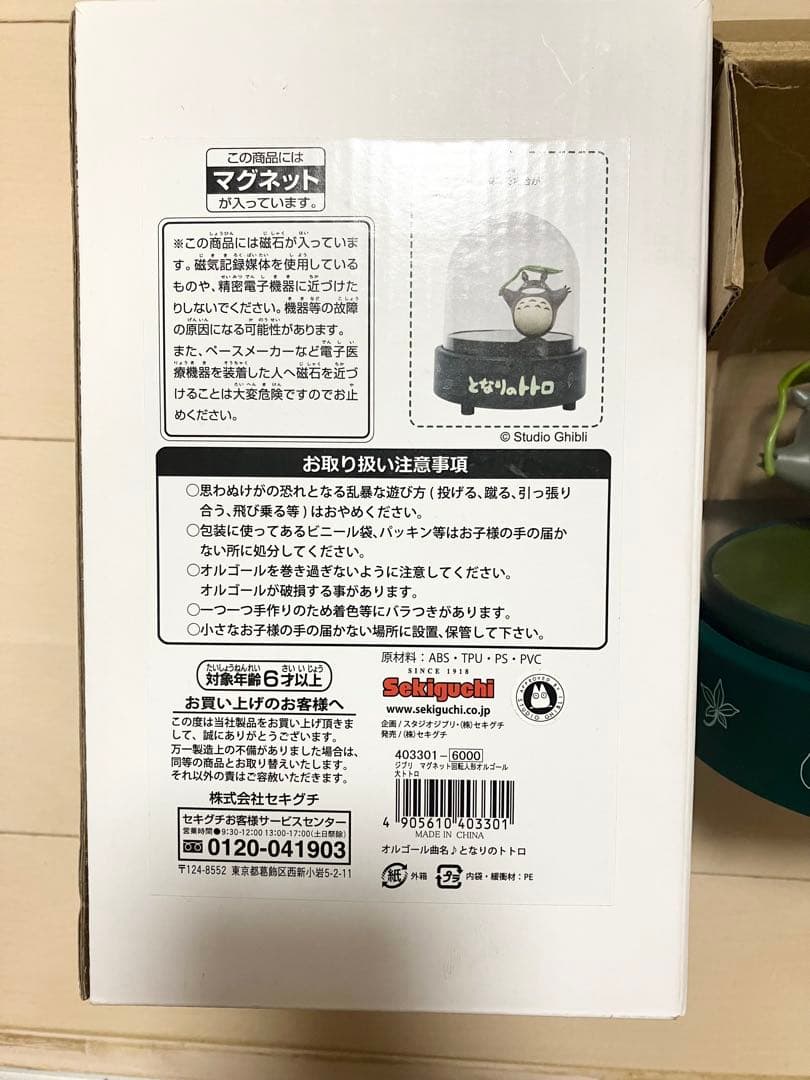 この商品には
マグネット
が入っています。
※この商品には磁石が入っていま
す。磁気記録媒体を使用している
ものや、精密電子機器に近づけた
りしないでください。機器等の故障
の原因になる可能性があります。
また、ペースメーカーなど電子医
療機器を装着した人へ磁石を近づ
けることは大変危険ですのでお止
めください。
となりのトトロ
© Studio Ghibli
お取り扱い注意事項
○思わぬけがの恐れとなる乱暴な遊び方(投げる、蹴る、引っ張り
合う、飛び乗る等)はおやめください。
○包装に使ってあるビニール袋、パッキン等はお子様の手の届か
ない所に処分してください。
○オルゴールを巻き過ぎないように注意してください。
オルゴールが破損する事があります。
○一つ一つ手作りのため着色等にバラつきがあります。
○小さなお子様の手の届かない場所に設置、保管して下さい。
対象年齢6才以上
お買い上げのお客様へ
この度は当社製品をお買い上げ頂きま
して、誠にありがとうございます。
万一製造上の不備がありました場合は、
同等の商品とお取り替えいたします。
それ以外の責はご容赦いただきます。
株式会社セキグチ
セキグチお客様サービスセンター
営業時間●9:30-12:00 13:00-17:00(土日祭除)
0120-041903
〒124-8552 東京都葛飾区西新小岩5-2-11
原材料:ABS・TPU・PS・PVC
SINCE 1918
Sekiguchi
www.sekiguchi.co.jp
企画/スタジオジブリ・(株)セキグチ
発売/(株)セキグチ
APPROVED BY STUDIO GHIBLI
403301-6000
ジブリ マグネット回転人形オルゴール
大トトロ
4 905610 403301
MADE IN CHINA
オルゴール曲名♪となりのトトロ
紙 外箱 プラ 内袋・緩衝材:PE